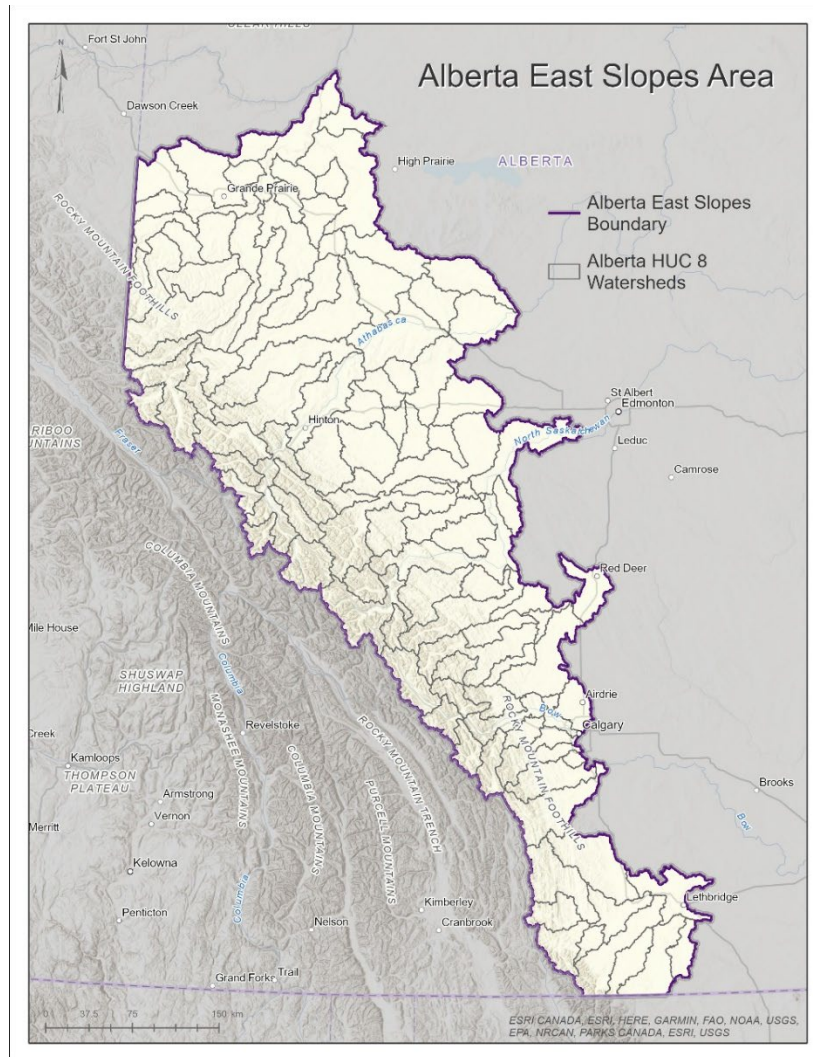 CLEAR HILLS
Fort St John
N
Alberta East Slopes Area
Dawson Creek
High Prairie
ALBERTA
Grande Prairie
Alberta East Slopes
Boundary
ROCKY MOUNTAIN FOOTHILLS
Alberta HUC 8
Watersheds
Athabasca
St Albert
Edmonton
Hinton
North Saskatchewan
RIBOO
NTAINS
Fraser
Leduc
Camrose
COLUMBIA MOUNTAINS
Red Deer
Mile House
SHUSWAP
HIGHLAND
Columbia
Airdrie
Bow
Calgary
MONASHEE MOUNTAINS
Revelstoke
ROCKY MOUNTAIN TRENCH
ROCKY MOUNTAIN FOOTHILLS
Creek
Kamloops
THOMPSON
PLATEAU
COLUMBIA MOUNTAINS
PURCELL MOUNTAINS
Brooks
Armstrong
Vernon
Merritt
Bow
Kelowna
Columbia
Lethbridge
Kimberley
Penticton
Nelson
Cranbrook
Grand Forks
Trail
0 37.5 75 150 km
ESRI CANADA, ESRI, HERE, GARMIN, FAO, NOAA, USGS,
EPA, NRCAN, PARKS CANADA, ESRI, USGS